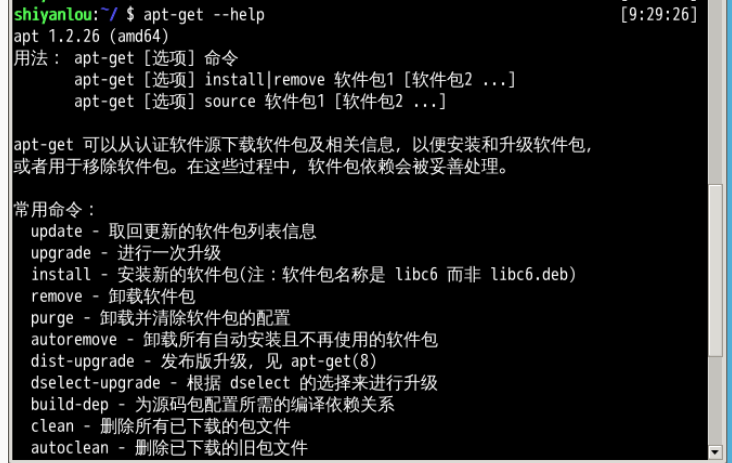 shiyanlou:~/ $ apt-get --help [9:29:26]
apt 1.2.26 (amd64)
用法： apt-get [选项] 命令
apt-get [选项] install|remove 软件包1 [软件包2 ...]
apt-get [选项] source 软件包1 [软件包2 ...]
apt-get 可以从认证软件源下载软件包及相关信息，以便安装和升级软件包，
或者用于移除软件包。在这些过程中，软件包依赖会被妥善处理。
常用命令：
update - 取回更新的软件包列表信息
upgrade - 进行一次升级
install - 安装新的软件包(注：软件包名称是 libc6 而非 libc6.deb)
remove - 卸载软件包
purge - 卸载并清除软件包的配置
autoremove - 卸载所有自动安装且不再使用的软件包
dist-upgrade - 发布版升级，见 apt-get(8)
dselect-upgrade - 根据 dselect 的选择来进行升级
build-dep - 为源码包配置所需的编译依赖关系
clean - 删除所有已下载的包文件
autoclean - 删除已下载的旧包文件